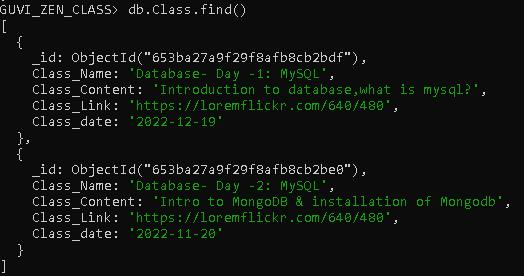 GUVI_ZEN_CLASS> db.Class.find()
[
  {
    _id: ObjectId("653ba27a9f29f8afb8cb2bdf"),
    Class_Name: 'Database- Day -1: MySQL',
    Class_Content: 'Introduction to database,what is mysql?',
    Class_Link: 'https://loremflickr.com/640/480',
    Class_date: '2022-12-19'
  },
  {
    _id: ObjectId("653ba27a9f29f8afb8cb2be0"),
    Class_Name: 'Database- Day -2: MySQL',
    Class_Content: 'Intro to MongoDB & installation of Mongodb',
    Class_Link: 'https://loremflickr.com/640/480',
    Class_date: '2022-11-20'
  }
]